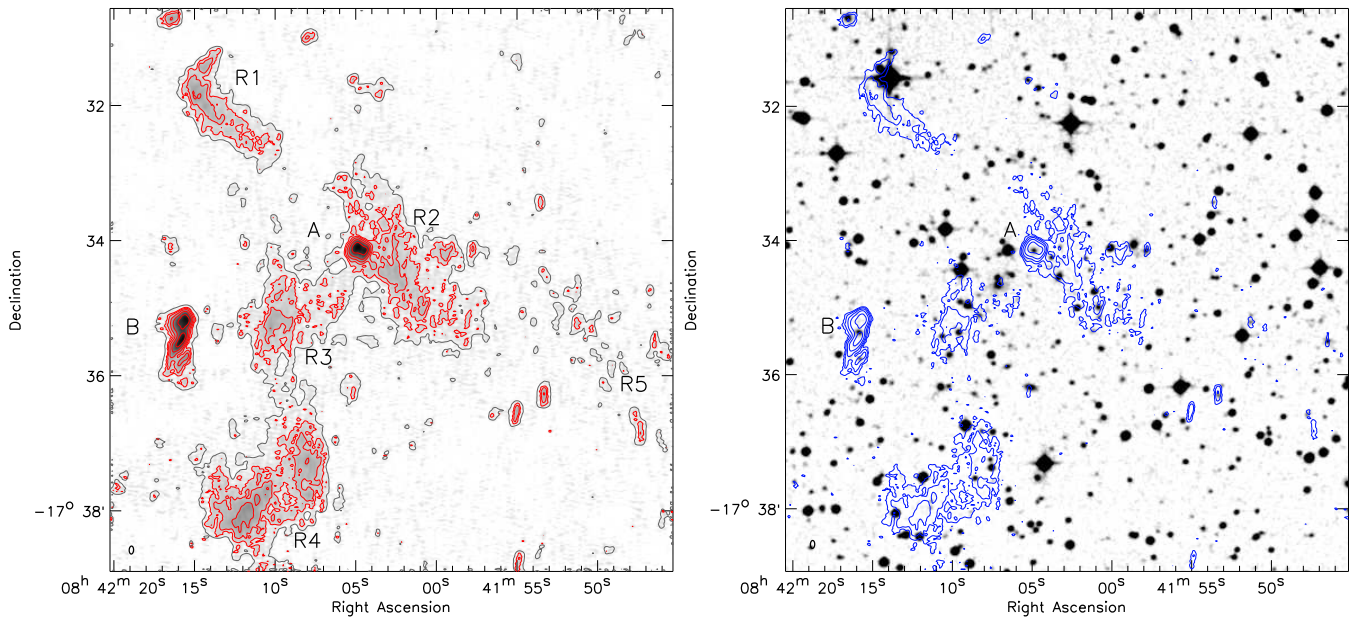 R1
32
R2
A
34
B
R3
36
R5
−17° 38'
R4
08ʰ 42ᵐ 20ˢ 15ˢ 10ˢ 05ˢ 00ˢ 41ᵐ 55ˢ 50ˢ
Right Ascension
Declination
32
A
34
B
36
−17° 38'
08ʰ 42ᵐ 20ˢ 15ˢ 10ˢ 05ˢ 00ˢ 41ᵐ 55ˢ 50ˢ
Right Ascension
Declination